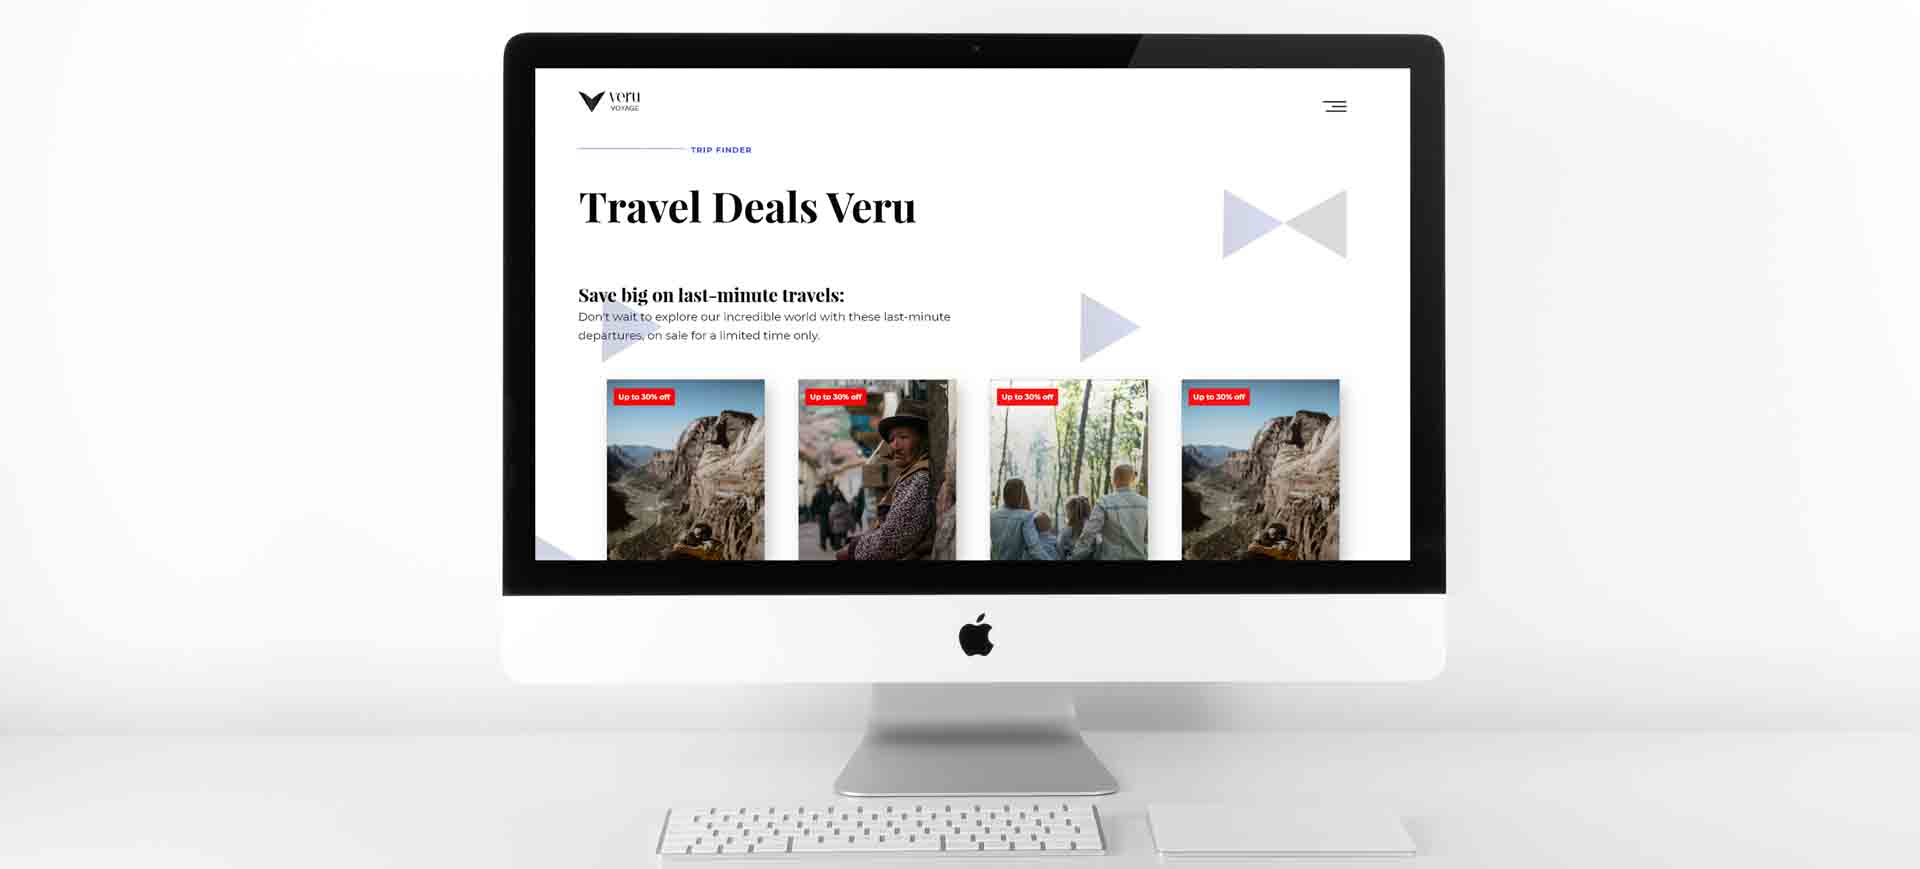 veru
VOYAGE
TRIP FINDER
Travel Deals Veru
Save big on last-minute travels:
Don't wait to explore our incredible world with these last-minute
departures, on sale for a limited time only.
Up to 30% off
Up to 30% off
Up to 30% off
Up to 30% off